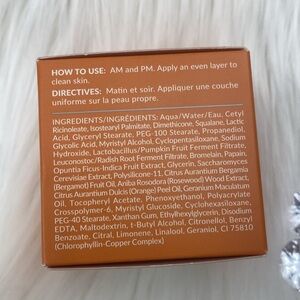 HOW TO USE: AM and PM. Apply an even layer to
clean skin.
DIRECTIVES: Matin et soir. Appliquer une couche
uniforme sur la peau propre.
INGREDIENTS/INGRÉDIENTS: Aqua/Water/Eau, Cetyl
Ricinoleate, Isostearyl Palmitate, Dimethicone, Squalane, Lactic
Acid, Glyceryl Stearate, PEG-100 Stearate, Propanediol,
Glycolic Acid, Myristyl Alcohol, Cyclopentasiloxane, Sodium
Hydroxide, Lactobacillus/Pumpkin Fruit Ferment Filtrate,
Leuconostoc/Radish Root Ferment Filtrate, Bromelain, Papain,
Opuntia Ficus-Indica Fruit Extract, Glycerin, Saccharomyces
Cerevisiae Extract, Polysilicone-11, Citrus Aurantium Bergamia
(Bergamot) Fruit Oil, Aniba Rosodora (Rosewood) Wood Extract,
Citrus Aurantium Dulcis (Orange) Peel Oil, Geranium Maculatum
Oil, Tocopheryl Acetate, Phenoxyethanol, Polyacrylate
Crosspolymer-6, Myristyl Glucoside, Cyclohexasiloxane,
PEG-40 Stearate, Xanthan Gum, Ethylhexylglycerin, Disodium
EDTA, Maltodextrin, t-Butyl Alcohol, Citronellol, Benzyl
Benzoate, Citral, Limonene, Linalool, Geraniol, CI 75810
(Chlorophyllin-Copper Complex)